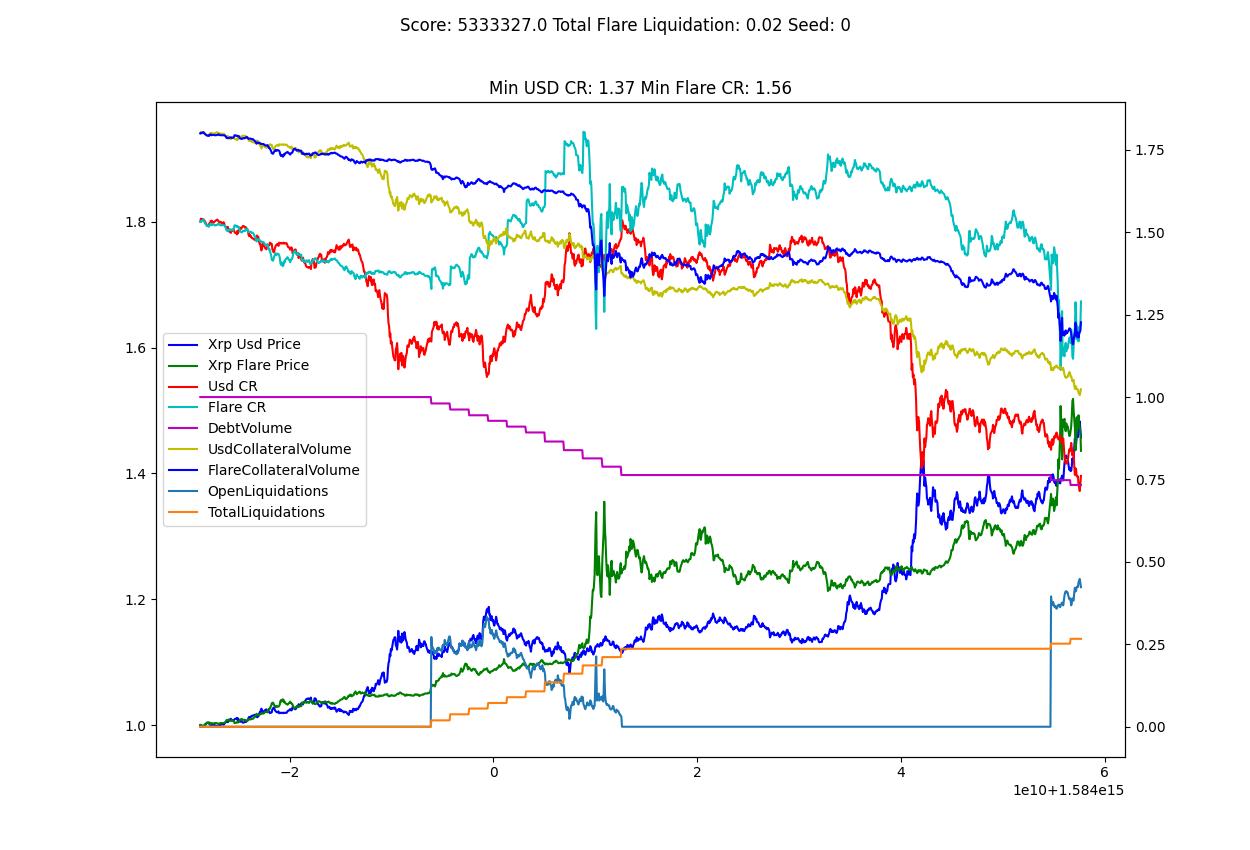 Score: 5333327.0 Total Flare Liquidation: 0.02 Seed: 0
Min USD CR: 1.37 Min Flare CR: 1.56
1.8
1.6
1.4
1.2
1.0
Xrp Usd Price
Xrp Flare Price
Usd CR
Flare CR
DebtVolume
UsdCollateralVolume
FlareCollateralVolume
OpenLiquidations
TotalLiquidations
1.75
1.50
1.25
1.00
0.75
0.50
0.25
0.00
−2 0 2 4 6
1e10+1.584e15